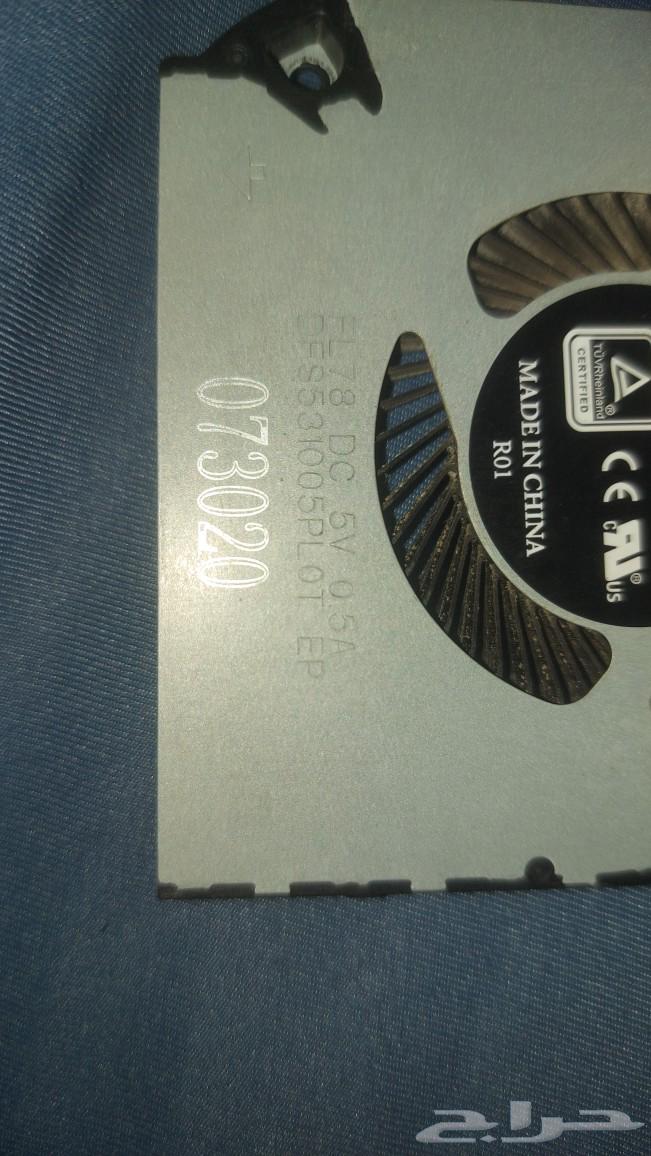 FL78 DC 5V 0.5A
DFS531005PL0T EP
073020
TÜVRheinland®
CERTIFIED
CE
c
US
®
MADE IN CHINA
R01
حراج